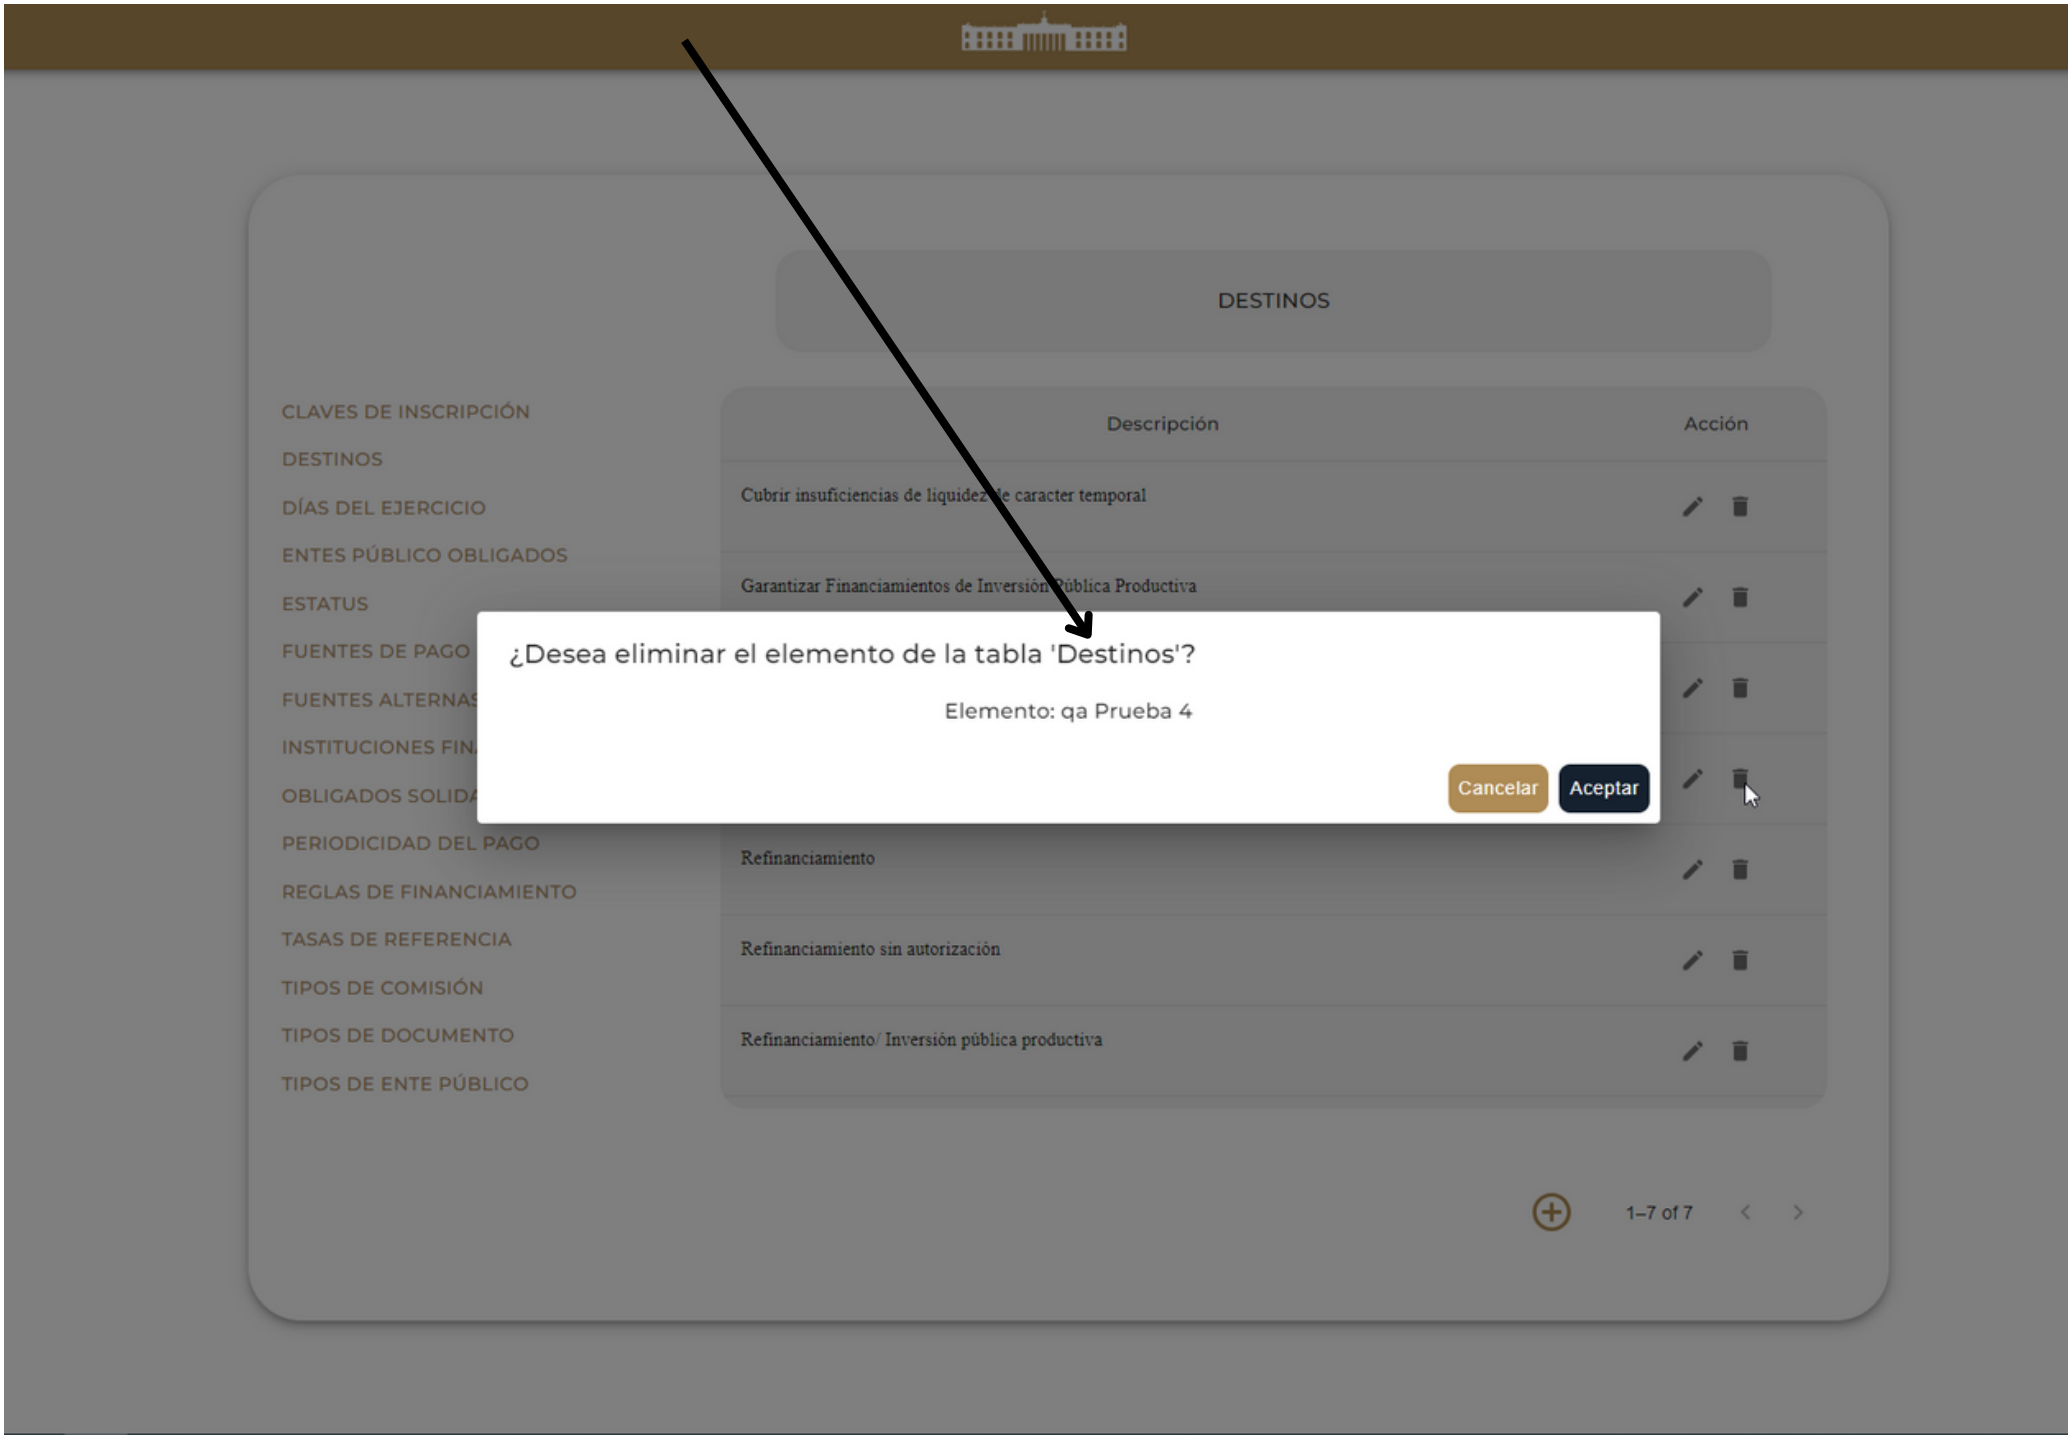 DESTINOS
CLAVES DE INSCRIPCIÓN
DESTINOS
DÍAS DEL EJERCICIO
ENTES PÚBLICO OBLIGADOS
ESTATUS
FUENTES DE PAGO
FUENTES ALTERNAS
INSTITUCIONES
OBLIGADOS
PERIODICIDAD DEL PAGO
REGLAS DE FINANCIAMIENTO
TASAS DE REFERENCIA
TIPOS DE COMISIÓN
TIPOS DE DOCUMENTO
TIPOS DE ENTE PÚBLICO
Descripción Acción
Cubrir insuficiencias de liquidez de caracter temporal
Garantizar Financiamientos de Inversión Pública Productiva
¿Desea eliminar el elemento de la tabla 'Destinos'?
Elemento: qa Prueba 4
Cancelar Aceptar
Refinanciamiento
Refinanciamiento sin autorización
Refinanciamiento/ Inversión pública productiva
1–7 of 7